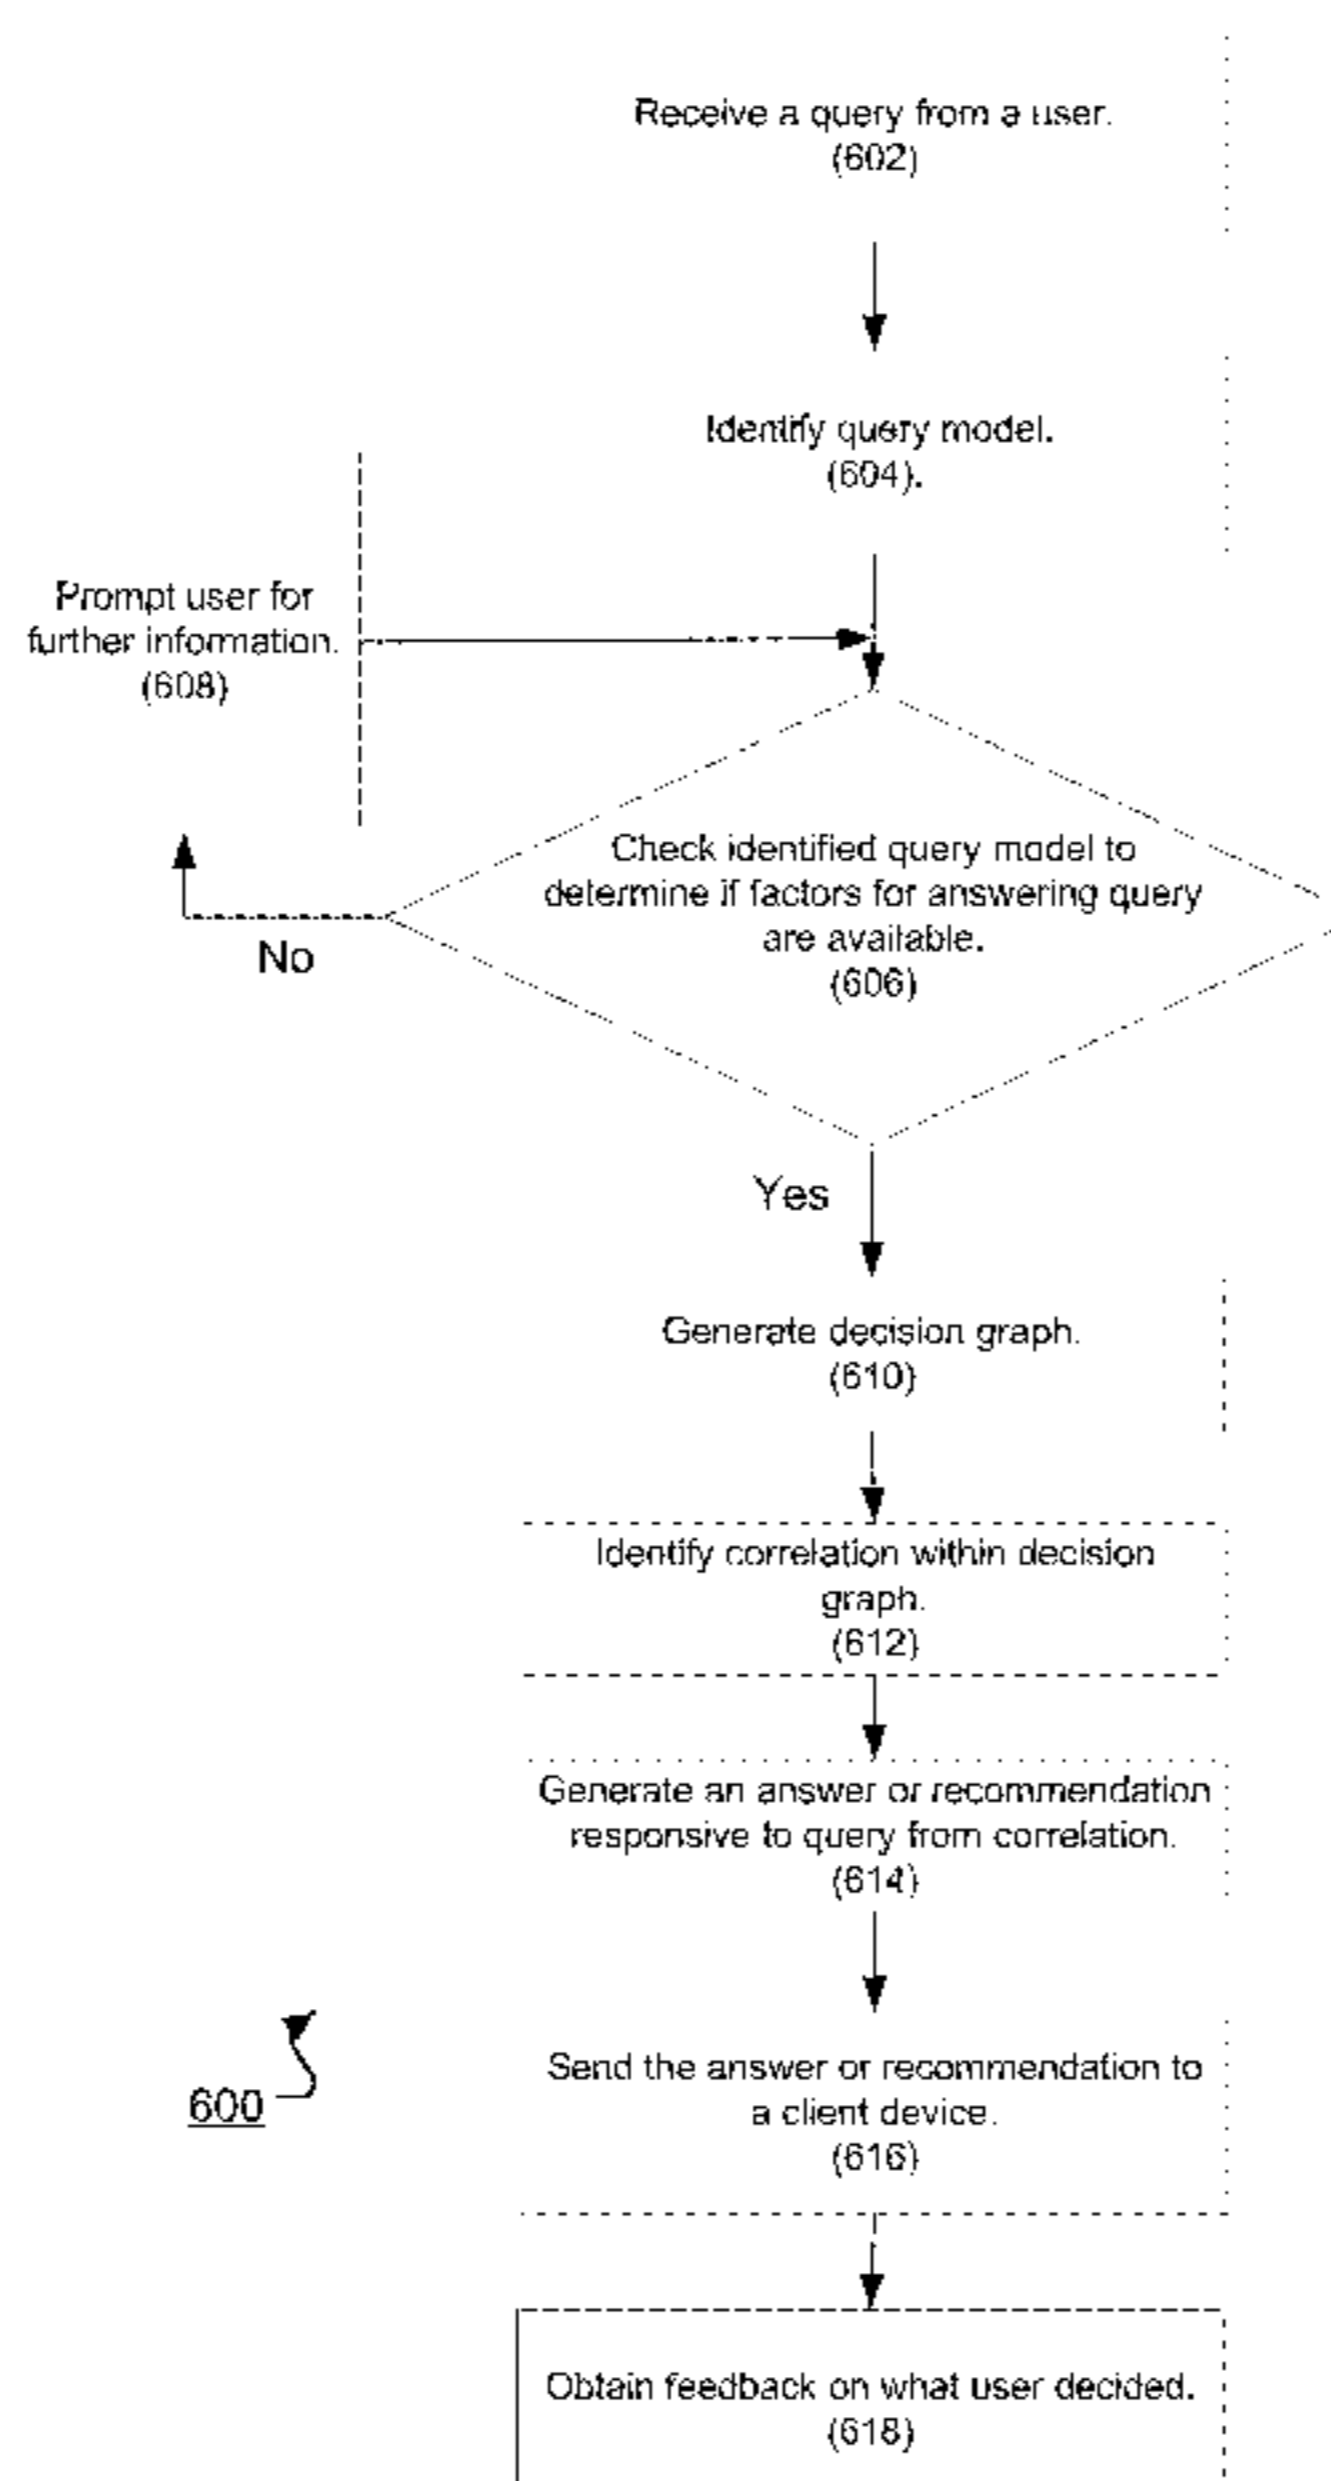 Receive a query from a user.
(602)
Identify query model.
(604).
Prompt user for
further information.
(608)
Check identified query model to
determine if factors for answering query
are available.
(606)
No
Yes
Generate decision graph.
(610)
Identify correlation within decision
graph.
(612)
Generate an answer or recommendation
responsive to query from correlation.
(614)
Send the answer or recommendation to
a client device.
(616)
600
Obtain feedback on what user decided.
(618)